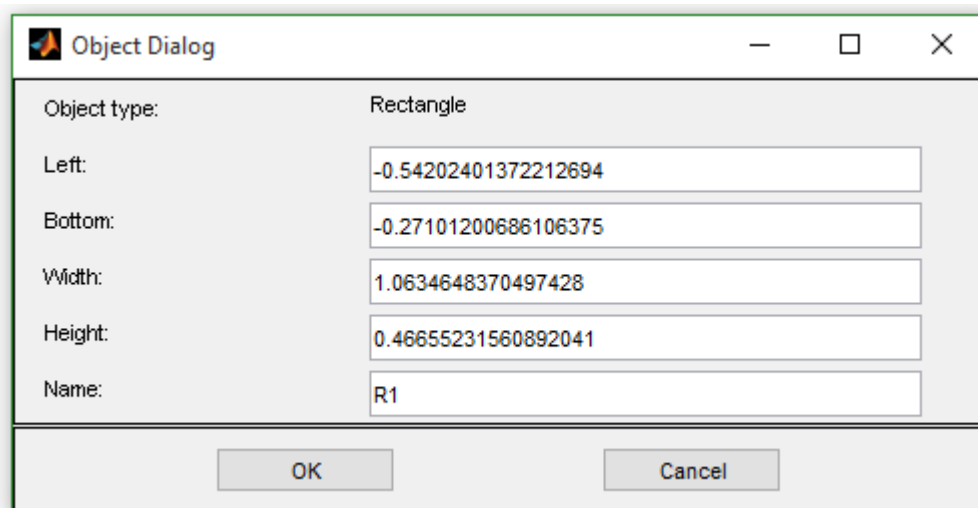 Object Dialog
Object type: Rectangle
Left: -0.54202401372212694
Bottom: -0.27101200686106375
Width: 1.0634648370497428
Height: 0.46655231560892041
Name: R1
OK Cancel